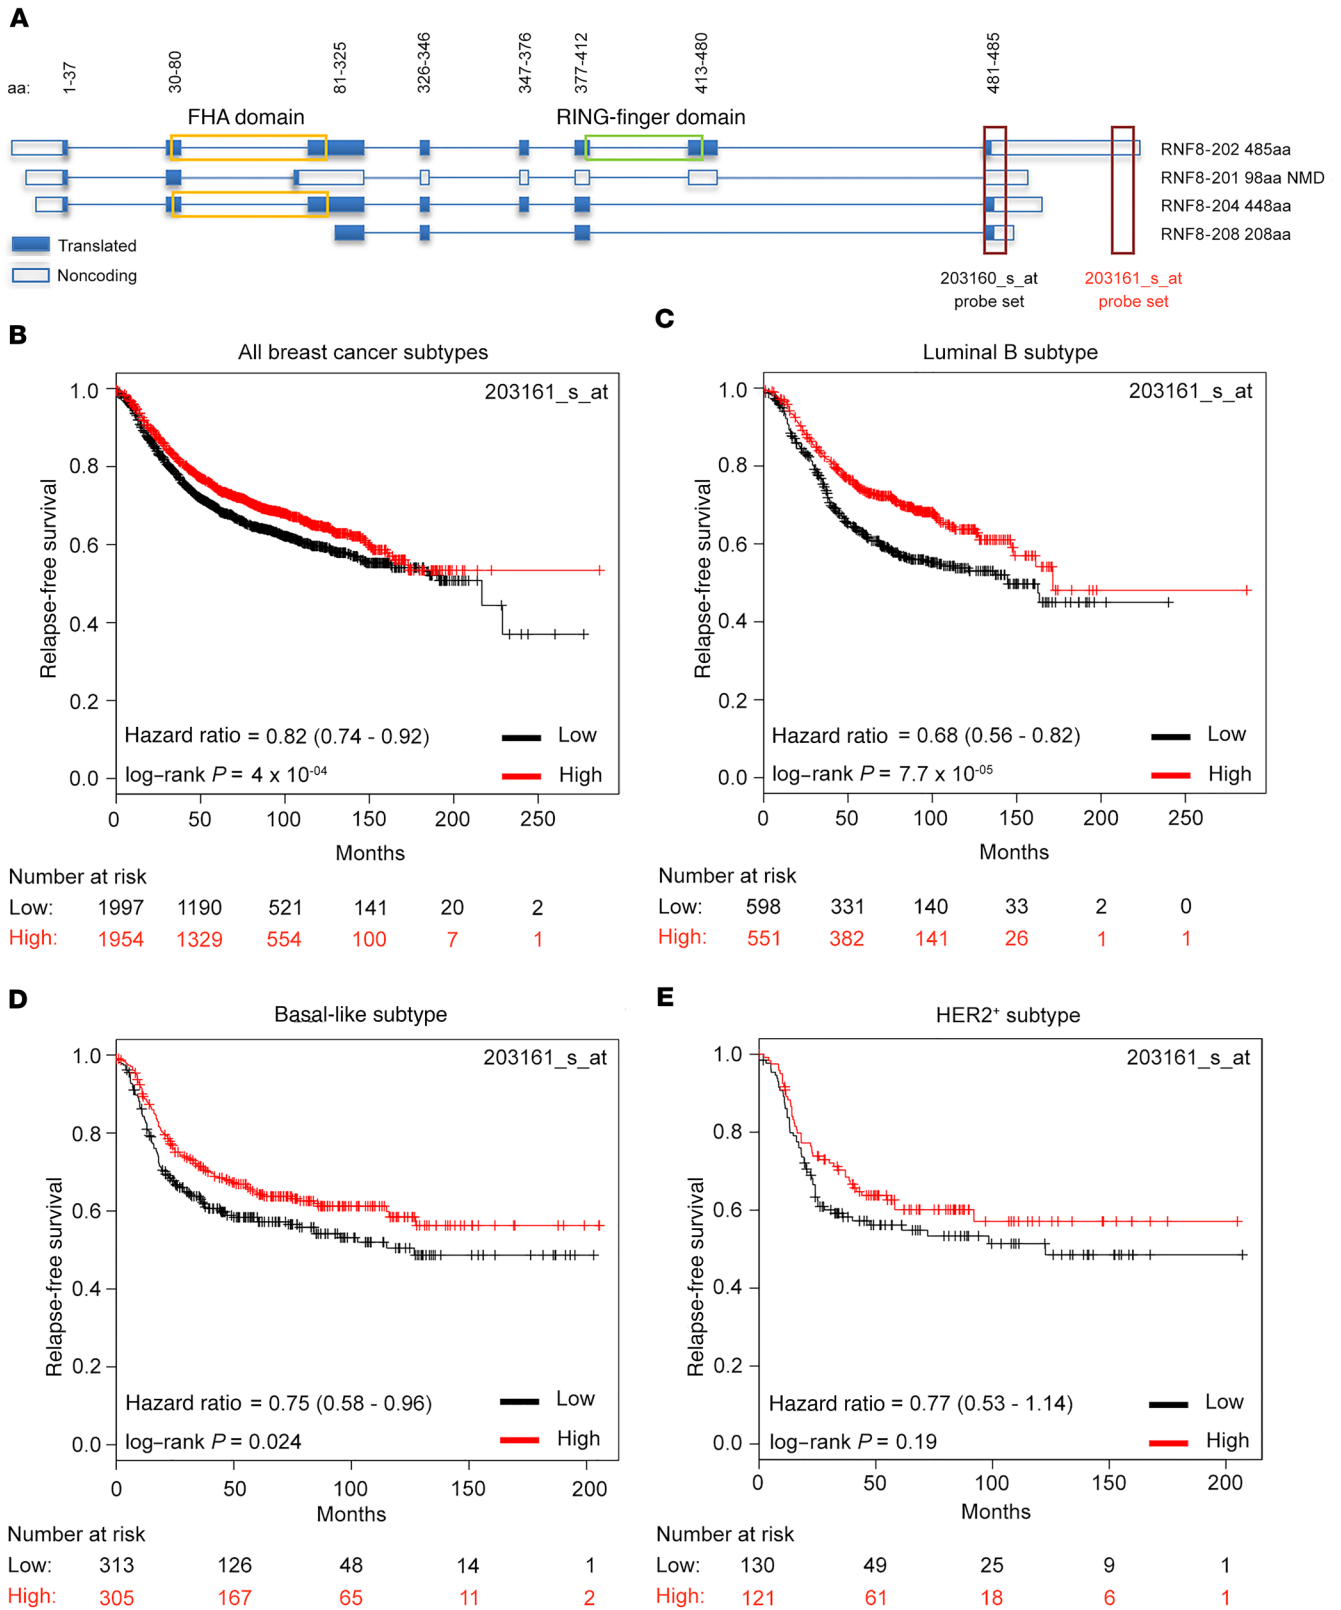 A
aa: 1-37 30-80 81-325 326-346 347-376 377-412 413-480 481-485
FHA domain RING-finger domain
RNF8-202 485aa
RNF8-201 98aa NMD
RNF8-204 448aa
RNF8-208 208aa
Translated
Noncoding
203160_s_at
probe set
203161_s_at
probe set
B
All breast cancer subtypes
203161_s_at
Relapse-free survival
1.0
0.8
0.6
0.4
0.2
0.0
Hazard ratio = 0.82 (0.74 - 0.92)
log-rank P = 4 x 10-04
Low
High
0 50 100 150 200 250
Months
Number at risk
Low: 1997 1190 521 141 20 2
High: 1954 1329 554 100 7 1
C
Luminal B subtype
203161_s_at
Relapse-free survival
1.0
0.8
0.6
0.4
0.2
0.0
Hazard ratio = 0.68 (0.56 - 0.82)
log-rank P = 7.7 x 10-05
Low
High
0 50 100 150 200 250
Months
Number at risk
Low: 598 331 140 33 2 0
High: 551 382 141 26 1 1
D
Basal-like subtype
203161_s_at
Relapse-free survival
1.0
0.8
0.6
0.4
0.2
0.0
Hazard ratio = 0.75 (0.58 - 0.96)
log-rank P = 0.024
Low
High
0 50 100 150 200
Months
Number at risk
Low: 313 126 48 14 1
High: 305 167 65 11 2
E
HER2+ subtype
203161_s_at
Relapse-free survival
1.0
0.8
0.6
0.4
0.2
0.0
Hazard ratio = 0.77 (0.53 - 1.14)
log-rank P = 0.19
Low
High
0 50 100 150 200
Months
Number at risk
Low: 130 49 25 9 1
High: 121 61 18 6 1